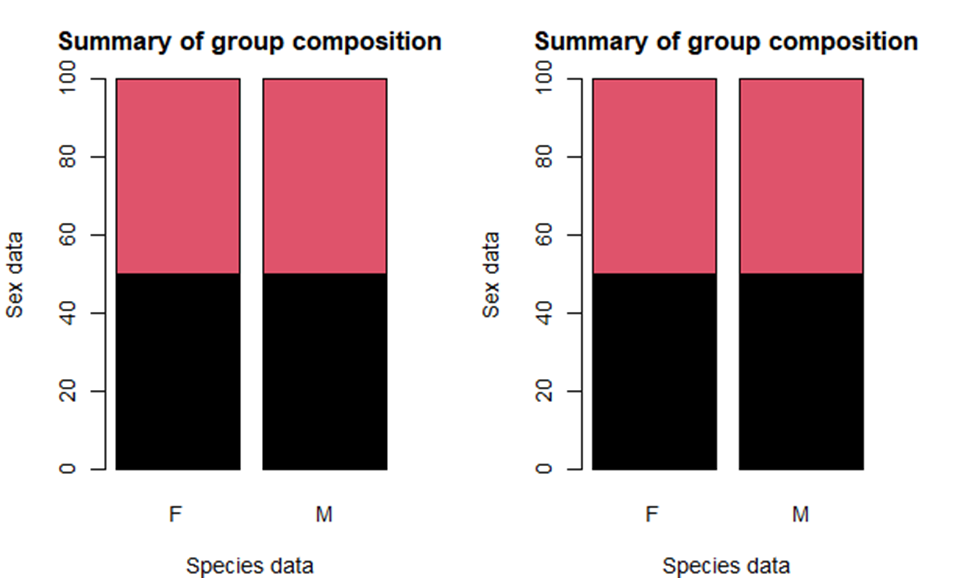 Summary of group composition
Sex data
100
80
60
40
20
0
F M
Species data
Summary of group composition
Sex data
100
80
60
40
20
0
F M
Species data